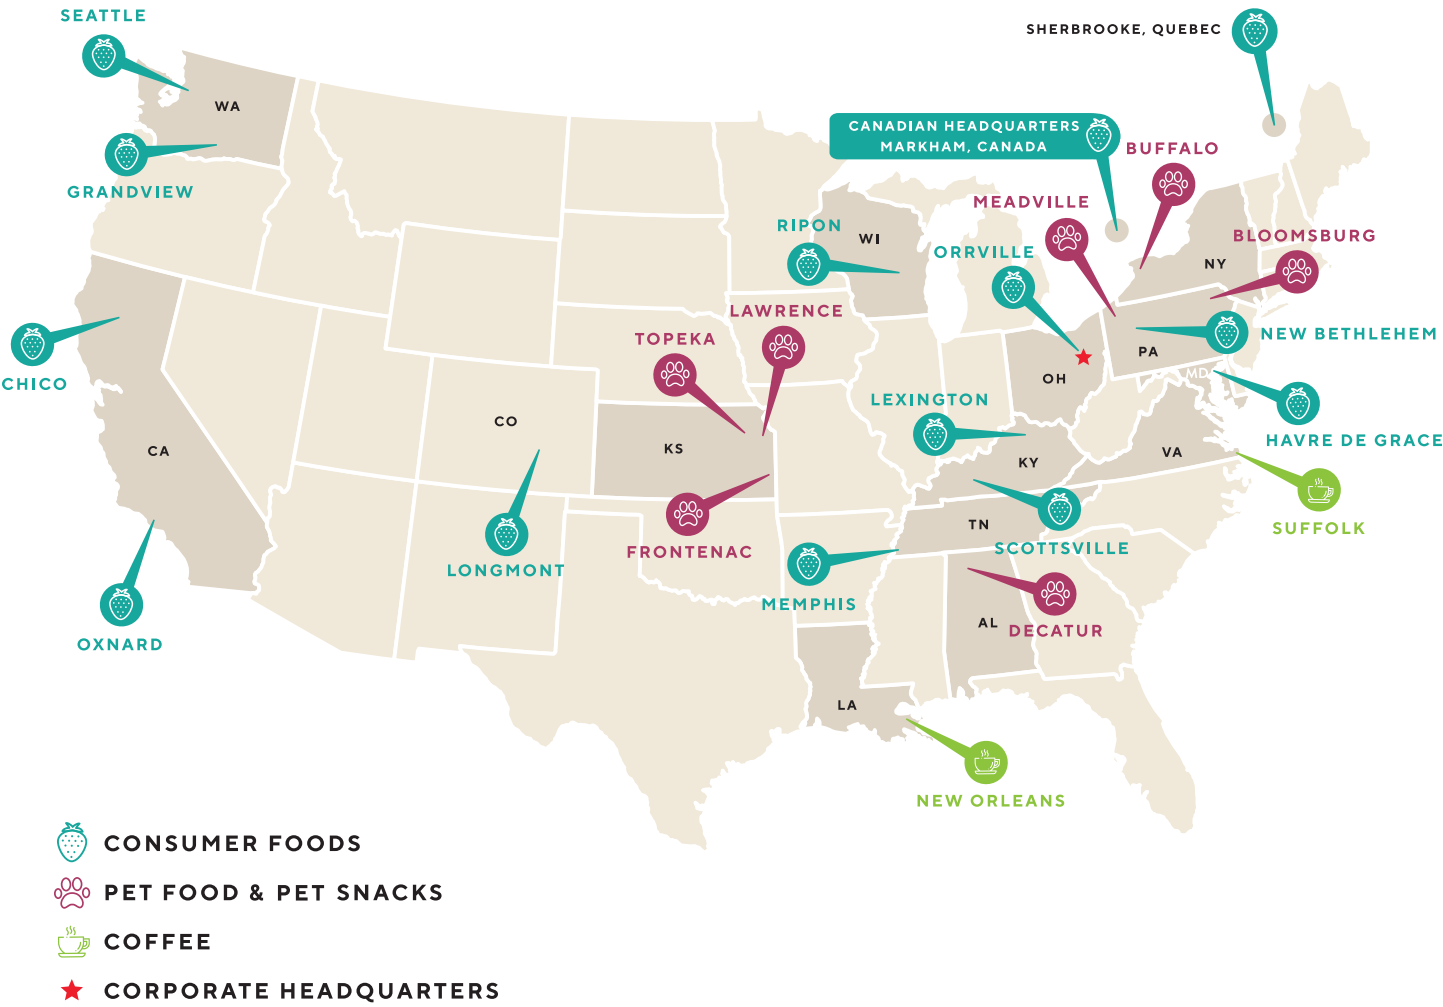 SEATTLE
SHERBROOKE, QUEBEC
WA
CANADIAN HEADQUARTERS
MARKHAM, CANADA
BUFFALO
GRANDVIEW
MEADVILLE
RIPON
WI
BLOOMSBURG
ORRVILLE
NY
LAWRENCE
TOPEKA
NEW BETHLEHEM
PA
CHICO
MD
OH
LEXINGTON
CO
HAVRE DE GRACE
CA
KS
VA
KY
TN
SUFFOLK
FRONTENAC
SCOTTSVILLE
LONGMONT
MEMPHIS
AL
DECATUR
OXNARD
LA
NEW ORLEANS
CONSUMER FOODS
PET FOOD & PET SNACKS
COFFEE
CORPORATE HEADQUARTERS